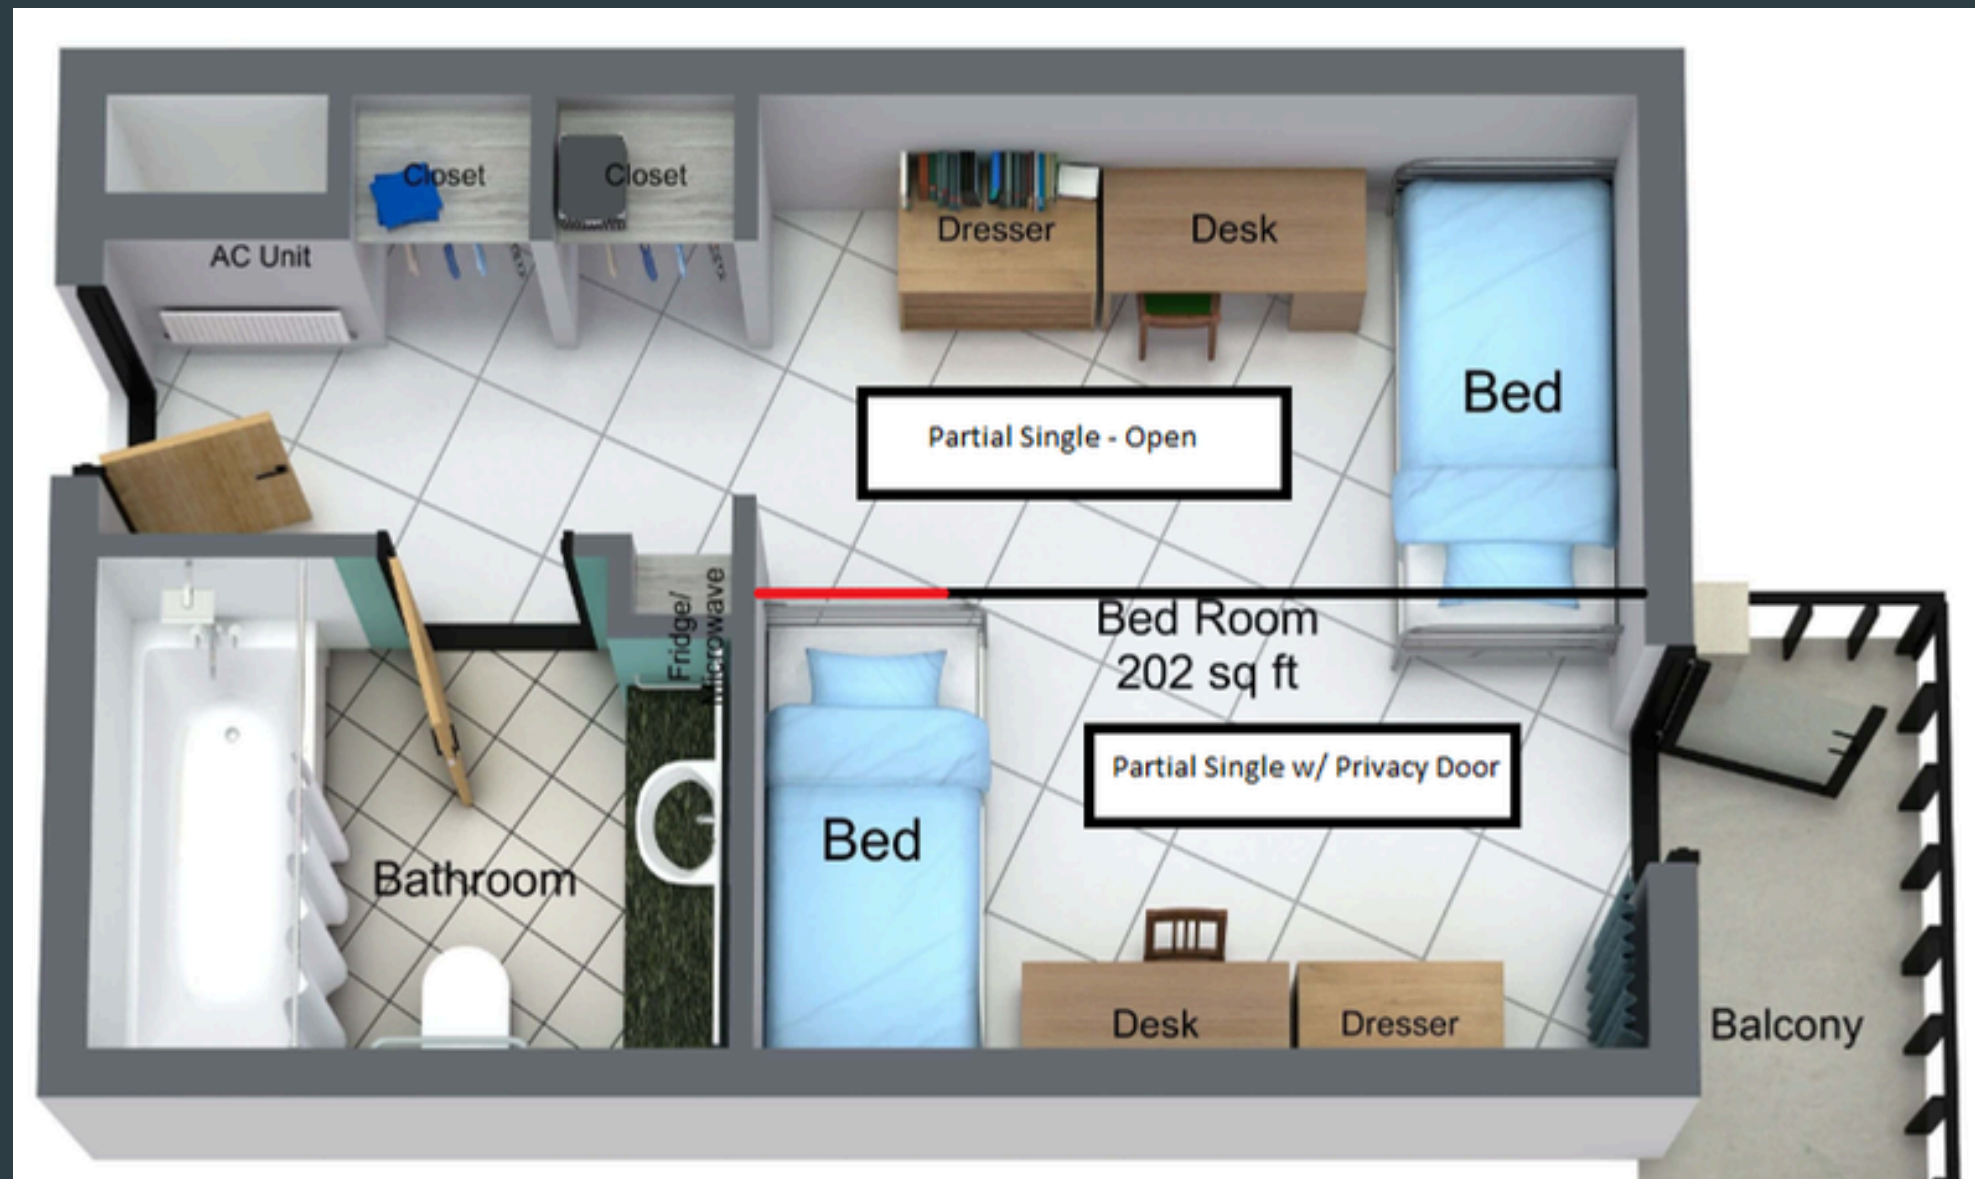 Closet
Closet
AC Unit
Dresser
Desk
Bed
Partial Single - Open
Fridge/
Microwave
Bed Room
202 sq ft
Partial Single w/ Privacy Door
Bed
Bathroom
Desk
Dresser
Balcony